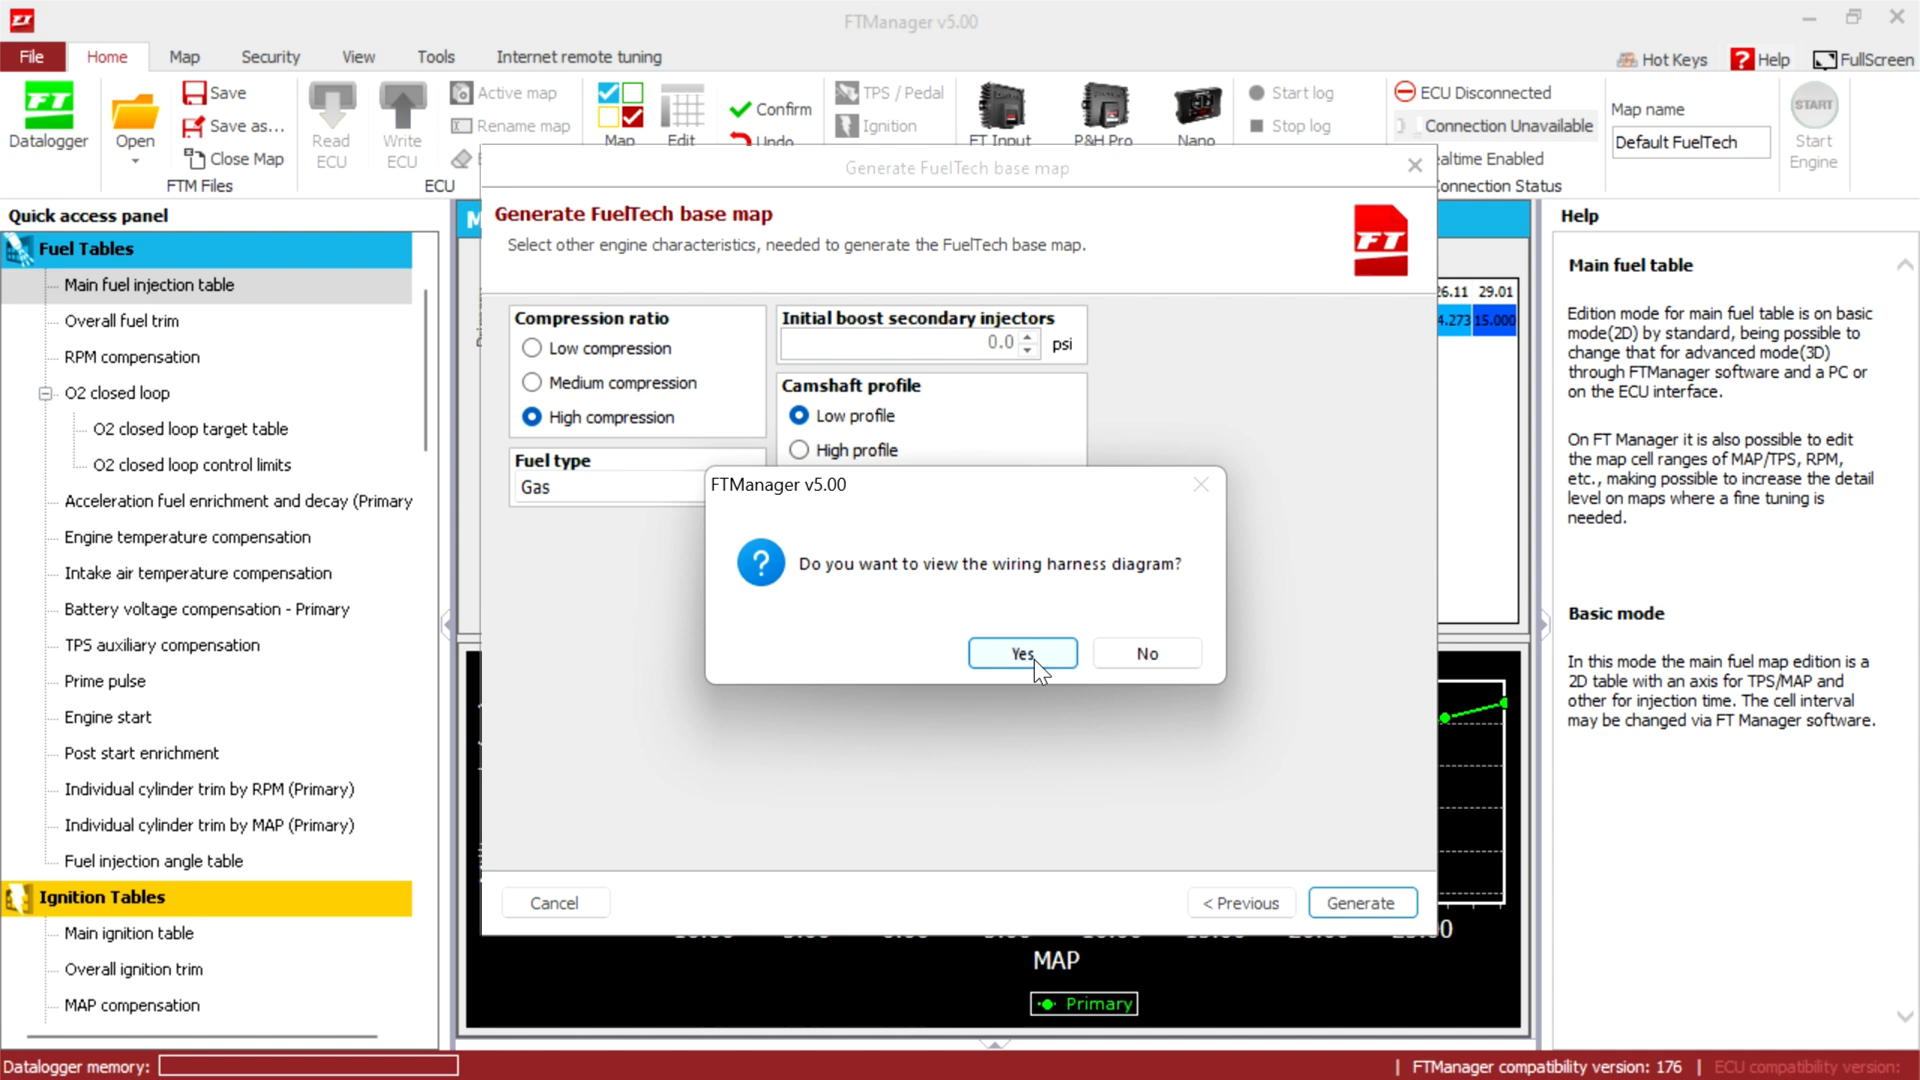 FTManager v5.00
File
Home
Map
Security
View
Tools
Internet remote tuning
Hot Keys
Help
FullScreen
Datalogger
Open
Save
Save as...
Close Map
FTM Files
Read
ECU
Write
ECU
Active map
Rename map
ECU
Map
Edit
Confirm
Undo
TPS / Pedal
Ignition
FT Input
P&H Pro
Nano
Start log
Stop log
ECU Disconnected
Connection Unavailable
ealtime Enabled
onnection Status
Map name
Default FuelTech
START
Start
Engine
Quick access panel
Fuel Tables
Main fuel injection table
Overall fuel trim
RPM compensation
O2 closed loop
O2 closed loop target table
O2 closed loop control limits
Acceleration fuel enrichment and decay (Primary
Engine temperature compensation
Intake air temperature compensation
Battery voltage compensation - Primary
TPS auxiliary compensation
Prime pulse
Engine start
Post start enrichment
Individual cylinder trim by RPM (Primary)
Individual cylinder trim by MAP (Primary)
Fuel injection angle table
Ignition Tables
Main ignition table
Overall ignition trim
MAP compensation
Generate FuelTech base map
Generate FuelTech base map
Select other engine characteristics, needed to generate the FuelTech base map.
FT
Compression ratio
Low compression
Medium compression
High compression
Fuel type
Gas
Initial boost secondary injectors
0.0
psi
Camshaft profile
Low profile
High profile
FTManager v5.00
Do you want to view the wiring harness diagram?
Yes
No
Cancel
< Previous
Generate
26.11 29.01
4.273 15.000
MAP
Primary
Help
Main fuel table
Edition mode for main fuel table is on basic
mode(2D) by standard, being possible to
change that for advanced mode(3D)
through FTManager software and a PC or
on the ECU interface.
On FT Manager it is also possible to edit
the map cell ranges of MAP/TPS, RPM,
etc., making possible to increase the detail
level on maps where a fine tuning is
needed.
Basic mode
In this mode the main fuel map edition is a
2D table with an axis for TPS/MAP and
other for injection time. The cell interval
may be changed via FT Manager software.
Datalogger memory:
| FTManager compatibility version: 176 | ECU compatibility version: